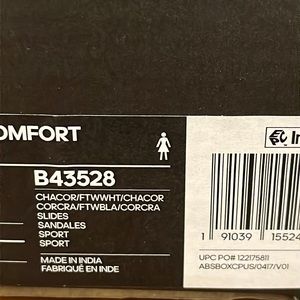 OMFORT
B43528
CHACOR/FTWWHT/CHACOR
CORCRA/FTWBLA/CORCRA
SLIDES
SANDALES
SPORT
SPORT
MADE IN INDIA
FABRIQUÉ EN INDE
In
1 91039 15524
UPC PO# 122175811
ABSBOXCPUS/0417/V01